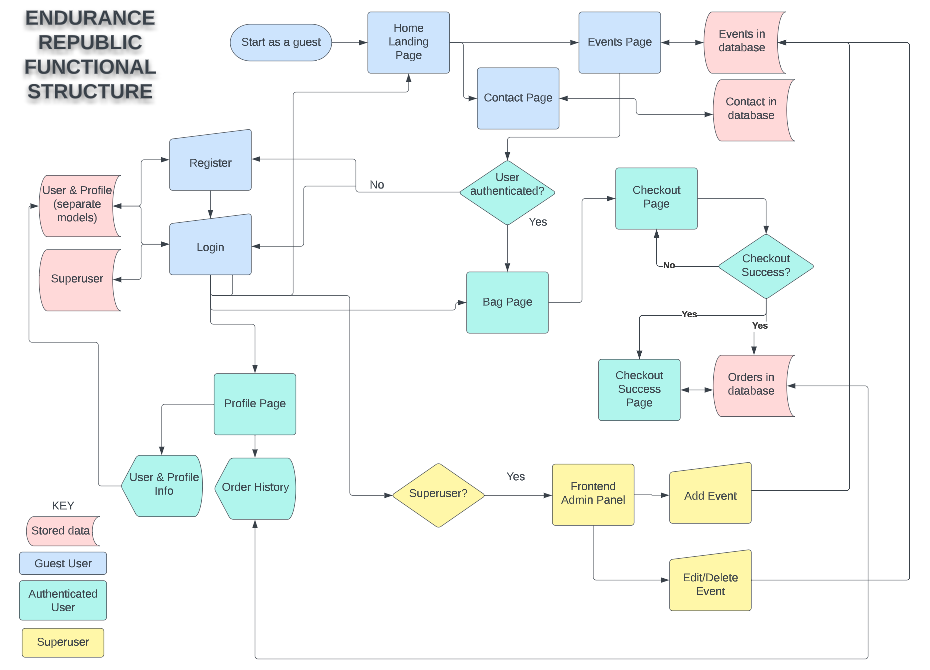 ENDURANCE
REPUBLIC
FUNCTIONAL
STRUCTURE
Start as a guest
Home
Landing
Page
Events Page
Events in
database
Contact Page
Contact in
database
Register
User & Profile
(separate
models)
No
User
authenticated?
Yes
Checkout
Page
Login
Superuser
Bag Page
No
Checkout
Success?
Yes
Yes
Checkout
Success
Page
Orders in
database
Profile Page
User & Profile
Info
Order History
Superuser?
Yes
Frontend
Admin Panel
Add Event
Edit/Delete
Event
KEY
Stored data
Guest User
Authenticated
User
Superuser